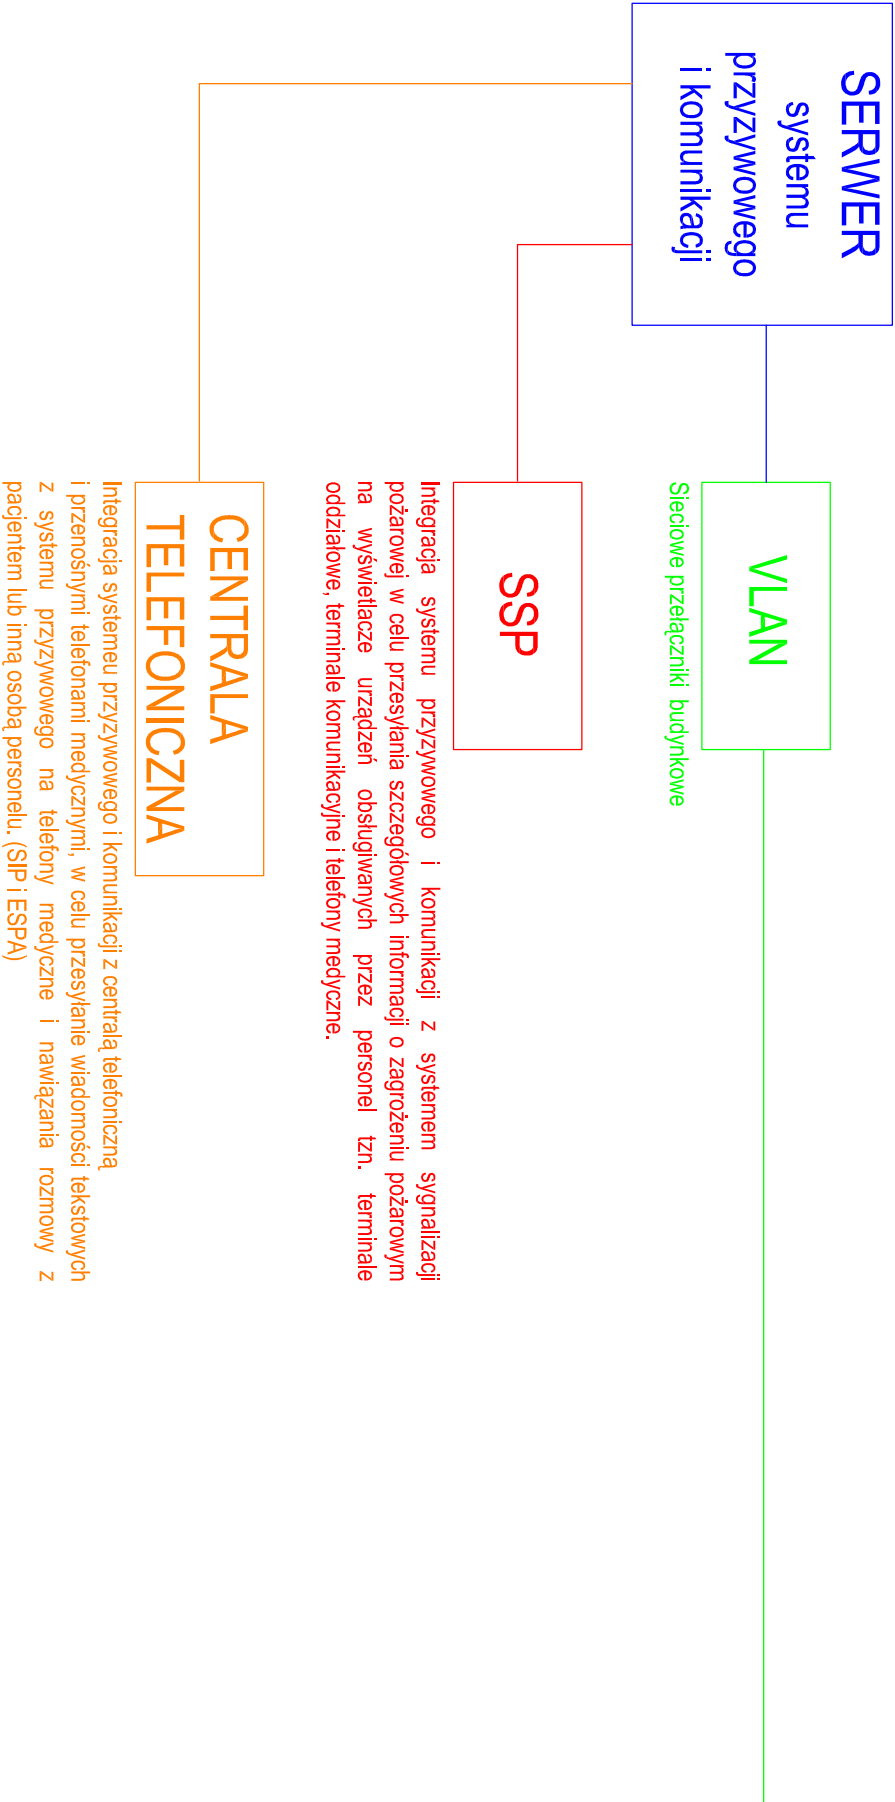 SERWER
systemu
przyzywowego
i komunikacji
VLAN
Sieciowe przełączniki budynkowe
SSP
Integracja systemu przyzywowego i komunikacji z systemem sygnalizacji
pożarowej w celu przesyłania szczegółowych informacji o zagrożeniu pożarowym
na wyświetlacze urządzeń obsługiwanych przez personel tzn. terminale
oddziałowe, terminale komunikacyjne i telefony medyczne.
CENTRALA
TELEFONICZNA
Integracja systemeu przyzywowego i komunikacji z centralą telefoniczną
i przenośnymi telefonami medycznymi, w celu przesyłanie wiadomości tekstowych
z systemu przyzywowego na telefony medyczne i nawiązania rozmowy z
pacjentem lub inną osobą personelu. (SIP i ESPA)